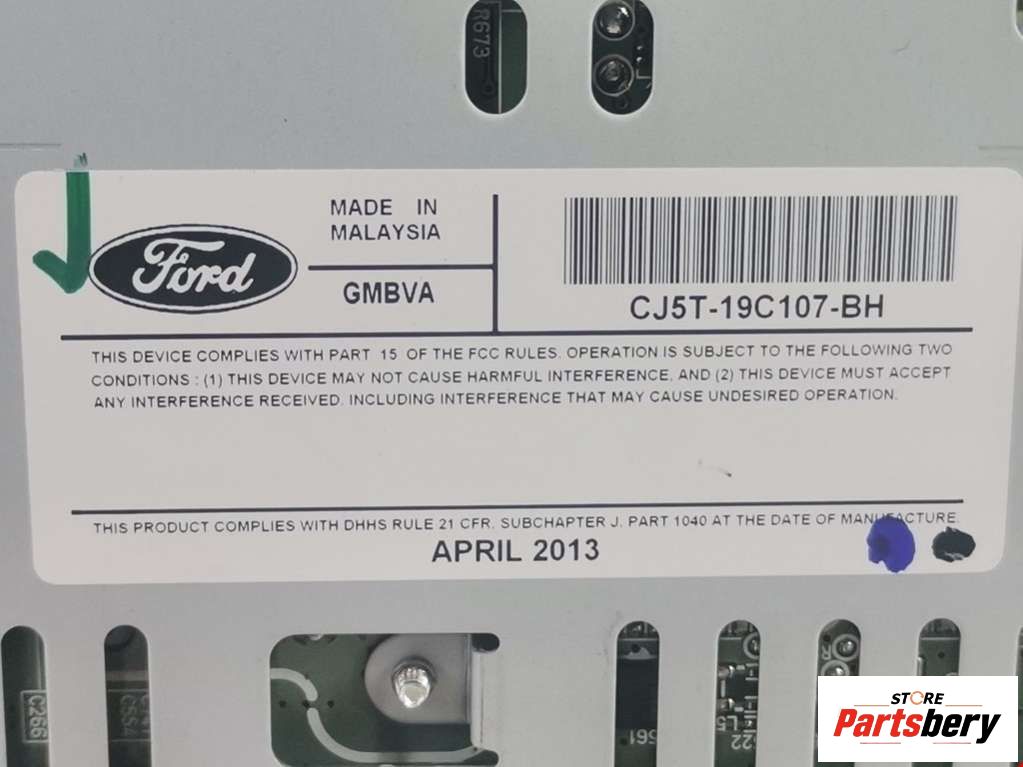 R673
Ford
MADE IN
MALAYSIA
GMBVA
CJ5T-19C107-BH
THIS DEVICE COMPLIES WITH PART 15 OF THE FCC RULES. OPERATION IS SUBJECT TO THE FOLLOWING TWO
CONDITIONS : (1) THIS DEVICE MAY NOT CAUSE HARMFUL INTERFERENCE, AND (2) THIS DEVICE MUST ACCEPT
ANY INTERFERENCE RECEIVED, INCLUDING INTERFERENCE THAT MAY CAUSE UNDESIRED OPERATION.
THIS PRODUCT COMPLIES WITH DHHS RULE 21 CFR, SUBCHAPTER J, PART 1040 AT THE DATE OF MANUFACTURE.
APRIL 2013
C266
C554
STORE
Partsbery